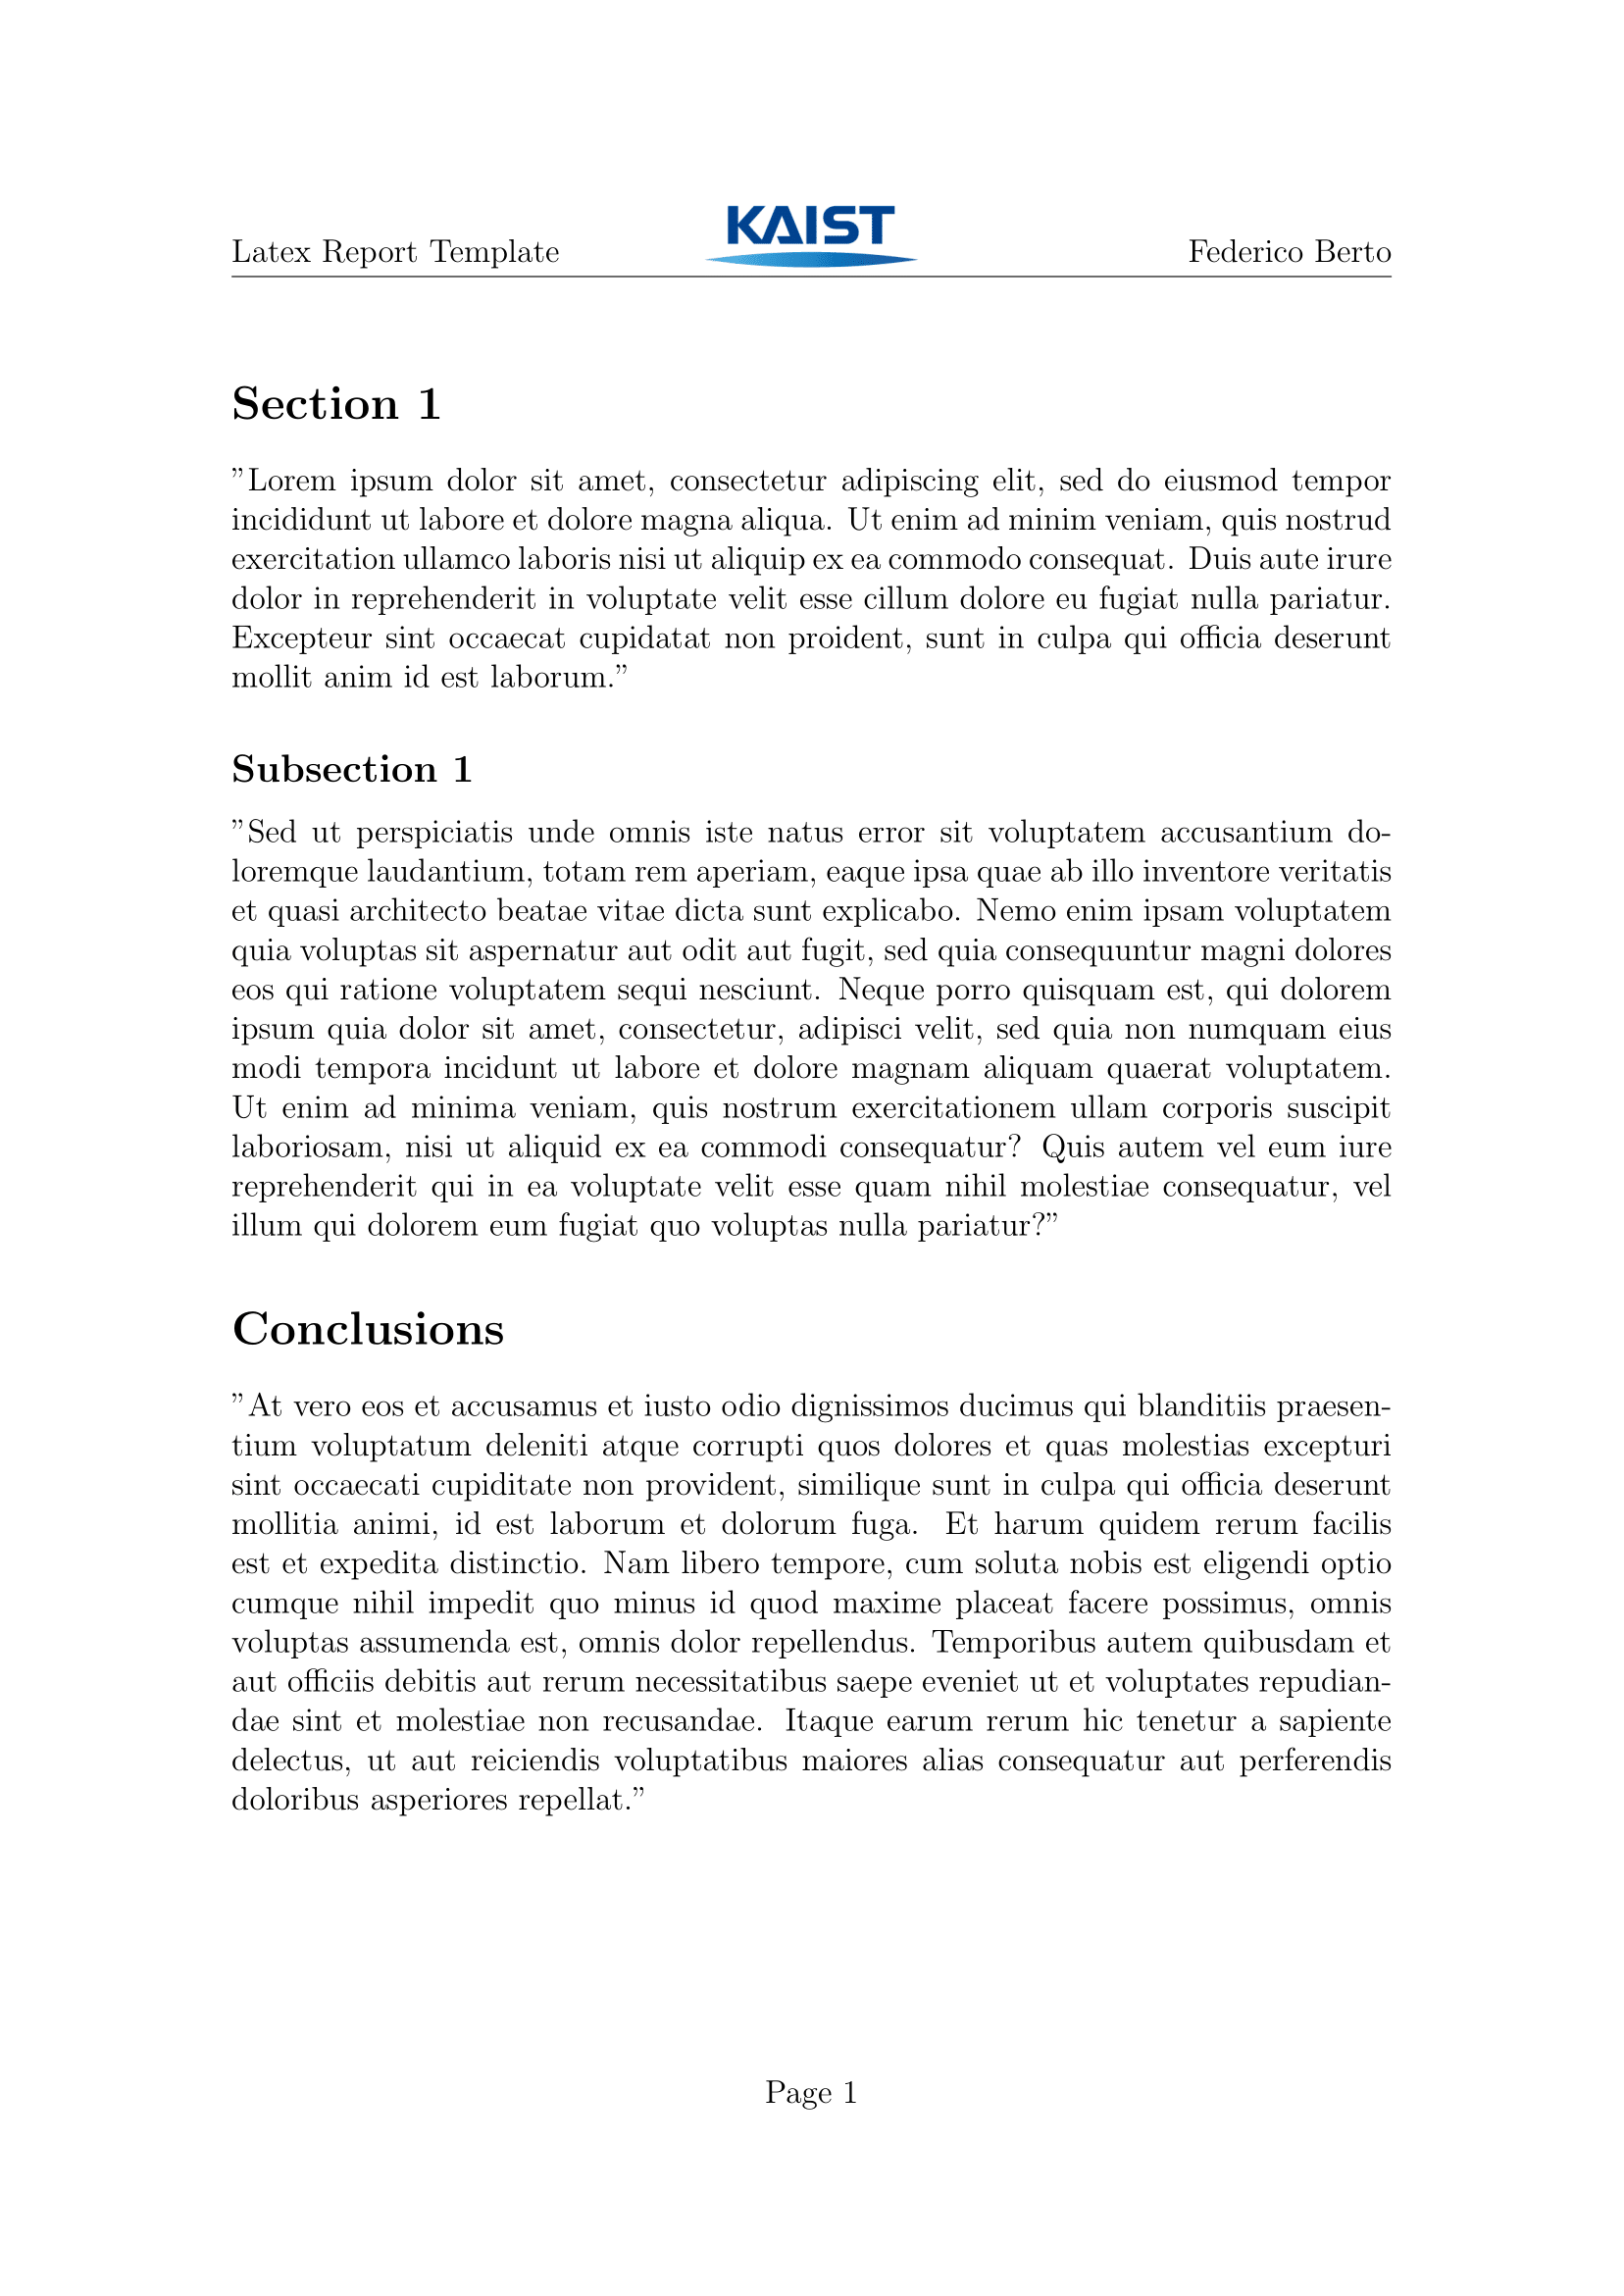 Latex Report Template
KAIST
Federico Berto
Section 1
”Lorem ipsum dolor sit amet, consectetur adipiscing elit, sed do eiusmod tempor
incididunt ut labore et dolore magna aliqua. Ut enim ad minim veniam, quis nostrud
exercitation ullamco laboris nisi ut aliquip ex ea commodo consequat. Duis aute irure
dolor in reprehenderit in voluptate velit esse cillum dolore eu fugiat nulla pariatur.
Excepteur sint occaecat cupidatat non proident, sunt in culpa qui officia deserunt
mollit anim id est laborum.”
Subsection 1
”Sed ut perspiciatis unde omnis iste natus error sit voluptatem accusantium do-
loremque laudantium, totam rem aperiam, eaque ipsa quae ab illo inventore veritatis
et quasi architecto beatae vitae dicta sunt explicabo. Nemo enim ipsam voluptatem
quia voluptas sit aspernatur aut odit aut fugit, sed quia consequuntur magni dolores
eos qui ratione voluptatem sequi nesciunt. Neque porro quisquam est, qui dolorem
ipsum quia dolor sit amet, consectetur, adipisci velit, sed quia non numquam eius
modi tempora incidunt ut labore et dolore magnam aliquam quaerat voluptatem.
Ut enim ad minima veniam, quis nostrum exercitationem ullam corporis suscipit
laboriosam, nisi ut aliquid ex ea commodi consequatur? Quis autem vel eum iure
reprehenderit qui in ea voluptate velit esse quam nihil molestiae consequatur, vel
illum qui dolorem eum fugiat quo voluptas nulla pariatur?”
Conclusions
”At vero eos et accusamus et iusto odio dignissimos ducimus qui blanditiis praesen-
tium voluptatum deleniti atque corrupti quos dolores et quas molestias excepturi
sint occaecati cupiditate non provident, similique sunt in culpa qui officia deserunt
mollitia animi, id est laborum et dolorum fuga. Et harum quidem rerum facilis
est et expedita distinctio. Nam libero tempore, cum soluta nobis est eligendi optio
cumque nihil impedit quo minus id quod maxime placeat facere possimus, omnis
voluptas assumenda est, omnis dolor repellendus. Temporibus autem quibusdam et
aut officiis debitis aut rerum necessitatibus saepe eveniet ut et voluptates repudian-
dae sint et molestiae non recusandae. Itaque earum rerum hic tenetur a sapiente
delectus, ut aut reiciendis voluptatibus maiores alias consequatur aut perferendis
doloribus asperiores repellat.”
Page 1